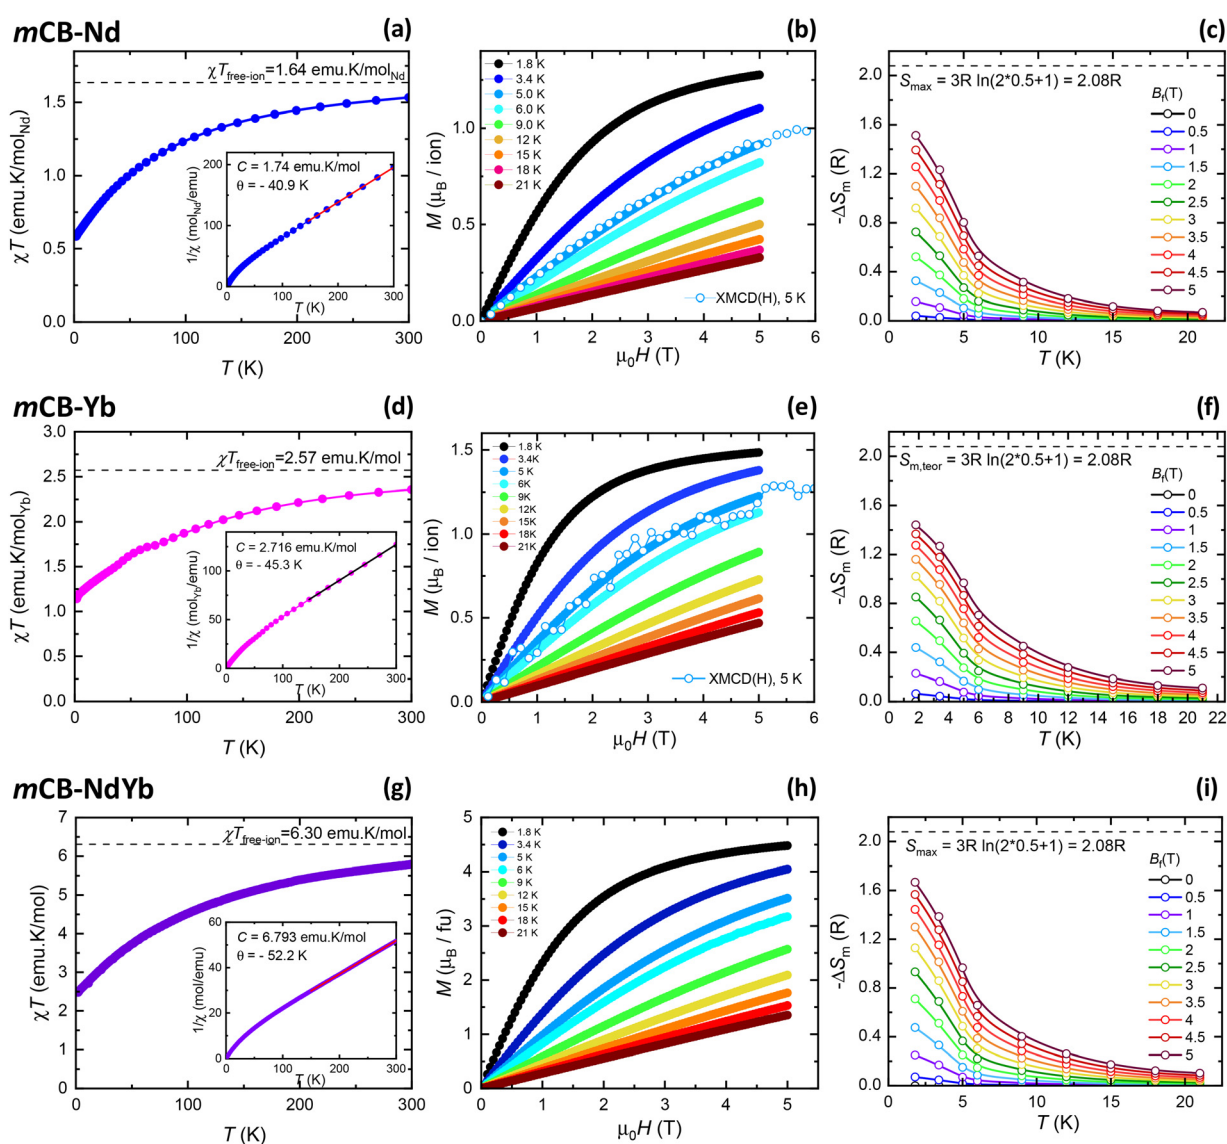 mCB-Nd
(a)
χT_free-ion=1.64 emu.K/mol_Nd
χT (emu.K/mol_Nd)
0.0
0.5
1.0
1.5
0
100
200
300
T (K)
C = 1.74 emu.K/mol
θ = - 40.9 K
1/χ (mol_Nd/emu)
0
100
200
0
50
100
150
200
250
300
T (K)
(b)
1.8 K
3.4 K
5.0 K
6.0 K
9.0 K
12 K
15 K
18 K
21 K
XMCD(H), 5 K
M (μ_B / ion)
0.0
0.5
1.0
0
1
2
3
4
5
6
μ₀H (T)
(c)
S_max = 3R ln(2*0.5+1) = 2.08R
B_f(T)
0
0.5
1
1.5
2
2.5
3
3.5
4
4.5
5
-ΔS_m (R)
0.0
0.4
0.8
1.2
1.6
2.0
0
5
10
15
20
T (K)
mCB-Yb
(d)
χT_free-ion=2.57 emu.K/mol
χT (emu.K/mol_Yb)
0.0
0.5
1.0
1.5
2.0
2.5
3.0
0
100
200
300
T (K)
C = 2.716 emu.K/mol
θ = - 45.3 K
1/χ (mol_Yb/emu)
0
50
100
0
50
100
150
200
250
300
T (K)
(e)
1.8 K
3.4K
5 K
6K
9K
12K
15K
18K
21K
XMCD(H), 5 K
M (μ_B / ion)
0.0
0.5
1.0
1.5
0
1
2
3
4
5
6
μ₀H (T)
(f)
S_m,teor = 3R ln(2*0.5+1) = 2.08R
B_f(T)
0
0.5
1
1.5
2
2.5
3
3.5
4
4.5
5
-ΔS_m (R)
0.0
0.4
0.8
1.2
1.6
2.0
0
2
4
6
8
10
12
14
16
18
20
22
T (K)
mCB-NdYb
(g)
χT_free-ion=6.30 emu.K/mol
χT (emu.K/mol)
0
1
2
3
4
5
6
7
0
100
200
300
T (K)
C = 6.793 emu.K/mol
θ = - 52.2 K
1/χ (mol/emu)
0
20
40
60
0
50
100
150
200
250
300
T (K)
(h)
1.8 K
3.4 K
5 K
6 K
9 K
12 K
15 K
18 K
21 K
M (μ_B / fu)
0
1
2
3
4
5
0
1
2
3
4
5
μ₀H (T)
(i)
S_max = 3R ln(2*0.5+1) = 2.08R
B_f(T)
0
0.5
1
1.5
2
2.5
3
3.5
4
4.5
5
-ΔS_m (R)
0.0
0.4
0.8
1.2
1.6
2.0
0
5
10
15
20
T (K)